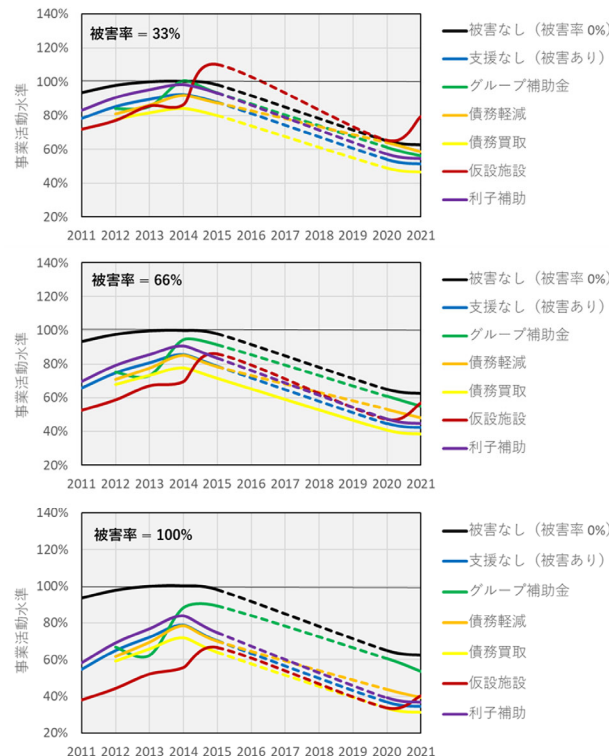 140%
120%
100%
80%
60%
40%
20%
事業活動水準
被害率 = 33%
2011 2012 2013 2014 2015 2016 2017 2018 2019 2020 2021
被害なし（被害率 0%）
支援なし（被害あり）
グループ補助金
債務軽減
債務買取
仮設施設
利子補助
140%
120%
100%
80%
60%
40%
20%
事業活動水準
被害率 = 66%
2011 2012 2013 2014 2015 2016 2017 2018 2019 2020 2021
被害なし（被害率 0%）
支援なし（被害あり）
グループ補助金
債務軽減
債務買取
仮設施設
利子補助
140%
120%
100%
80%
60%
40%
20%
事業活動水準
被害率 = 100%
2011 2012 2013 2014 2015 2016 2017 2018 2019 2020 2021
被害なし（被害率 0%）
支援なし（被害あり）
グループ補助金
債務軽減
債務買取
仮設施設
利子補助